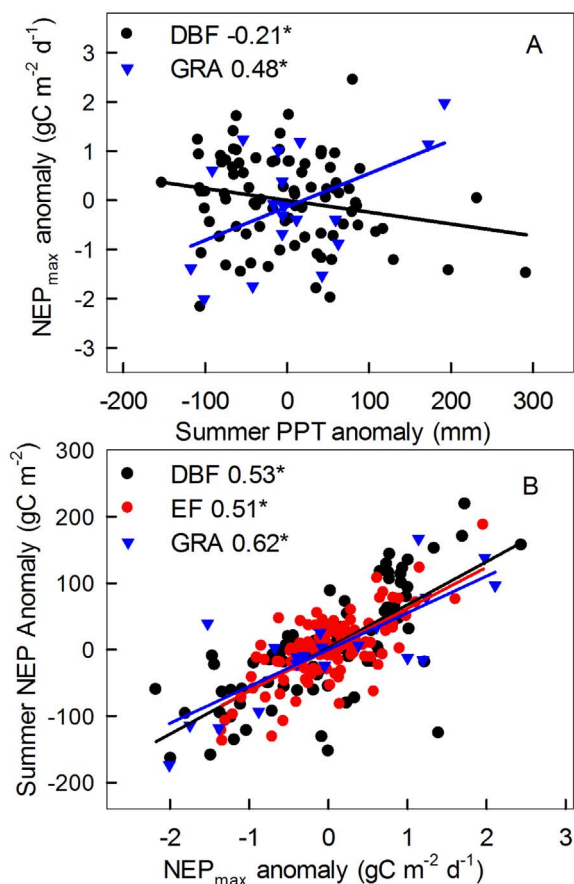 DBF -0.21*
A
GRA 0.48*
3
2
1
0
-1
-2
-3
NEPmax anomaly (gC m-2 d-1)
-200 -100 0 100 200 300
Summer PPT anomaly (mm)
300
DBF 0.53*
B
EF 0.51*
GRA 0.62*
200
100
0
-100
-200
Summer NEP Anomaly (gC m-2)
-2 -1 0 1 2 3
NEPmax anomaly (gC m-2 d-1)